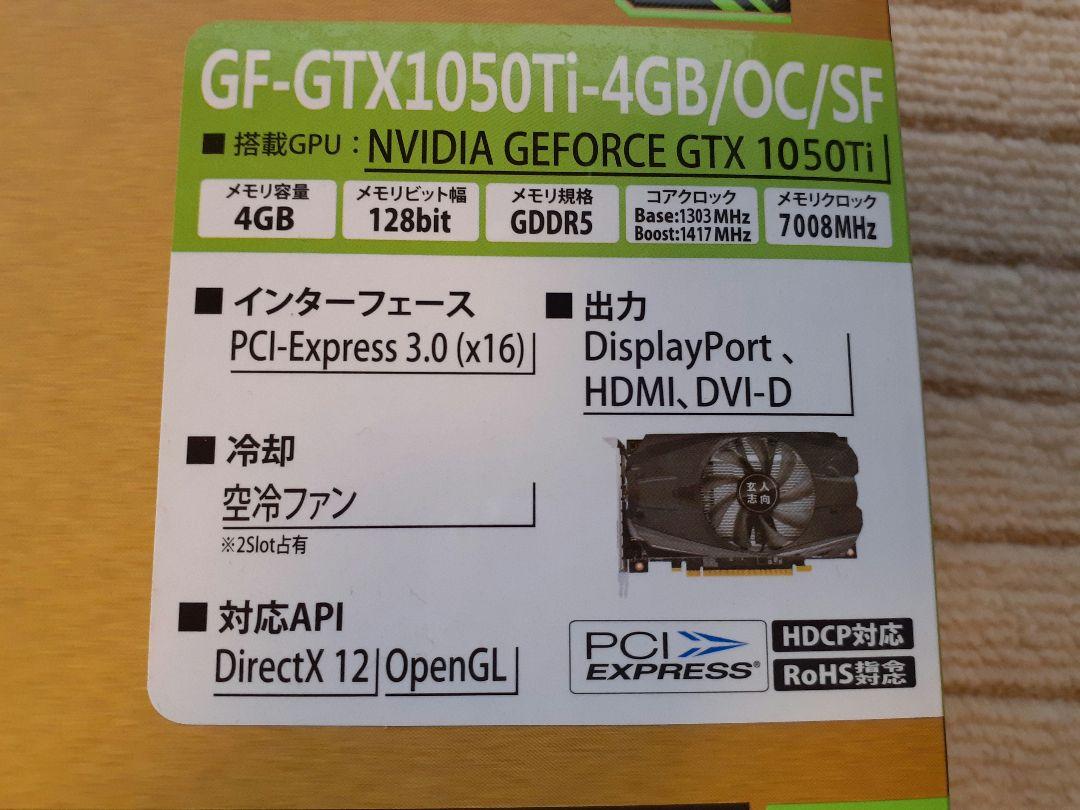 GF-GTX1050Ti-4GB/OC/SF
■ 搭載GPU：NVIDIA GEFORCE GTX 1050Ti
メモリ容量 メモリビット幅 メモリ規格 コアクロック メモリクロック
4GB 128bit GDDR5 Base:1303MHz 7008MHz
Boost:1417MHz
■ インターフェース ■ 出力
PCI-Express 3.0 (x16) DisplayPort、
HDMI、DVI-D
■ 冷却
空冷ファン
※2Slot占有
玄人
志向
■ 対応API
DirectX 12 OpenGL
PCI
EXPRESS®
HDCP対応
RoHS指令対応